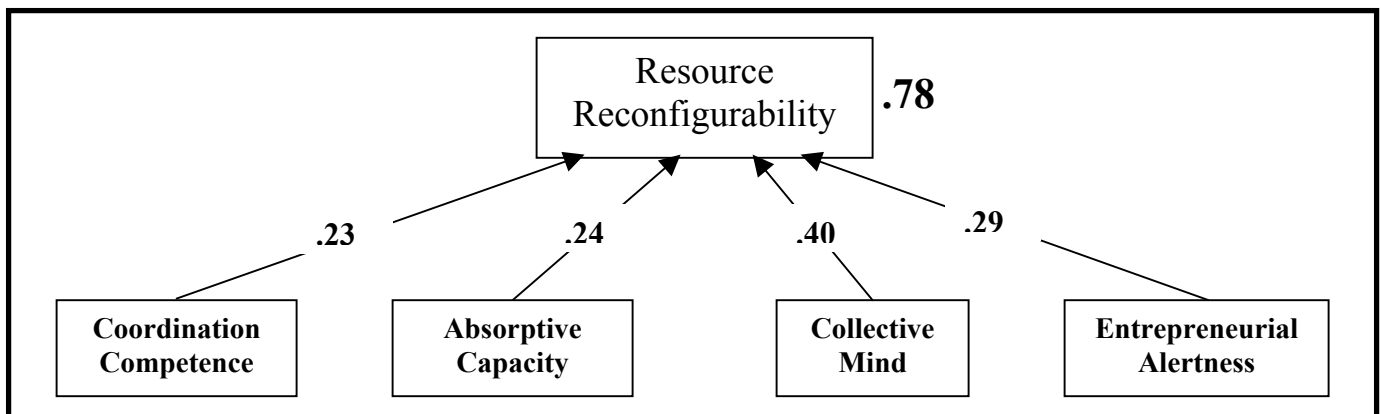 Resource
Reconfigurability
.78
.23
.24
.40
.29
Coordination
Competence
Absorptive
Capacity
Collective
Mind
Entrepreneurial
Alertness